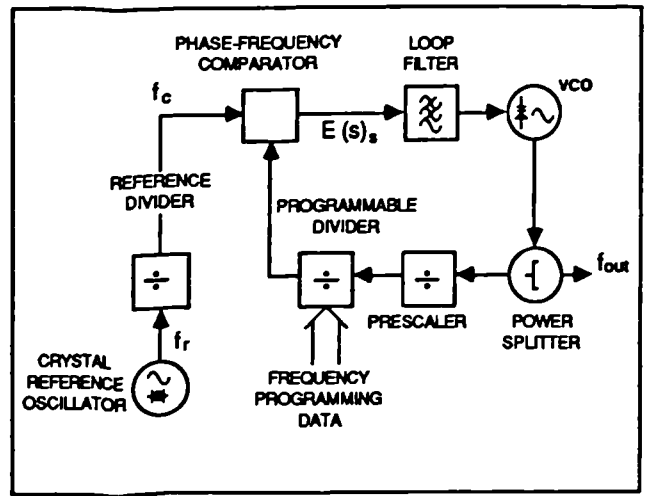 PHASE-FREQUENCY
COMPARATOR
LOOP
FILTER
VCO
fc
E (s)s
REFERENCE
DIVIDER
PROGRAMMABLE
DIVIDER
÷
÷
÷
fout
fr
PRESCALER
POWER
SPLITTER
CRYSTAL
REFERENCE
OSCILLATOR
FREQUENCY
PROGRAMMING
DATA